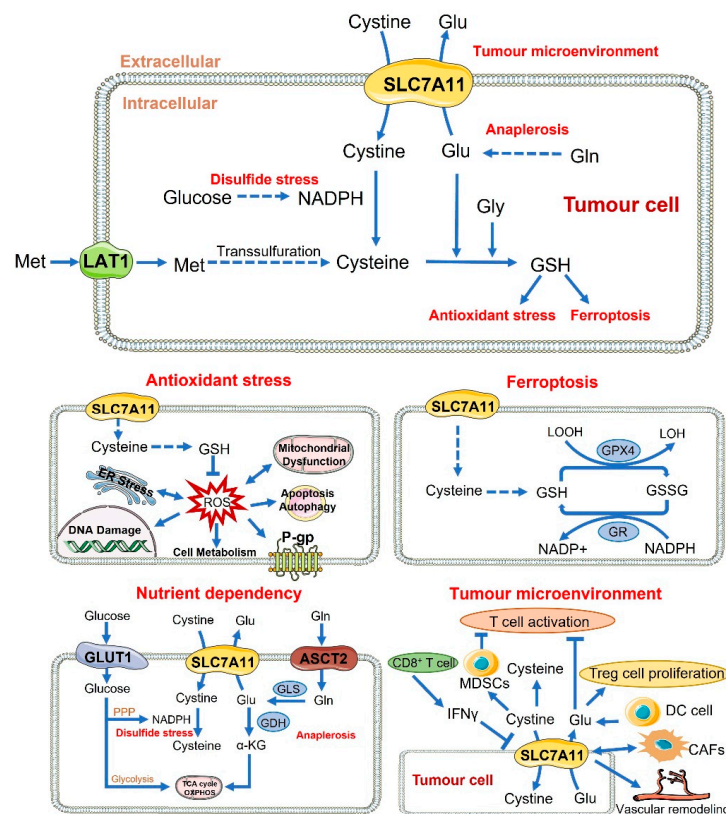 Cystine Glu
Tumour microenvironment
Extracellular
SLC7A11
Intracellular
Cystine Glu
Anaplerosis
Gln
Disulfide stress
Glucose NADPH
Gly
Tumour cell
Met LAT1 Met Transsulfuration Cysteine GSH
Antioxidant stress Ferroptosis
Antioxidant stress
SLC7A11
Cysteine GSH
Mitochondrial
Dysfunction
ER Stress
ROS
Apoptosis
Autophagy
DNA Damage
Cell Metabolism
P-gp
Ferroptosis
SLC7A11
LOOH LOH
GPX4
Cysteine GSH GSSG
GR
NADP+ NADPH
Nutrient dependency
Glucose Cystine Glu Gln
GLUT1 SLC7A11 ASCT2
Glucose Cystine Glu GLS Gln
PPP NADPH GDH
Disulfide stress Anaplerosis
Cysteine α-KG
Glycolysis
TCA cycle
OXPHOS
Tumour microenvironment
T cell activation
CD8+ T cell
MDSCs
Cysteine
Treg cell proliferation
IFNγ
Cystine Glu
DC cell
SLC7A11
CAFs
Tumour cell
Cystine Glu
Vascular remodeling